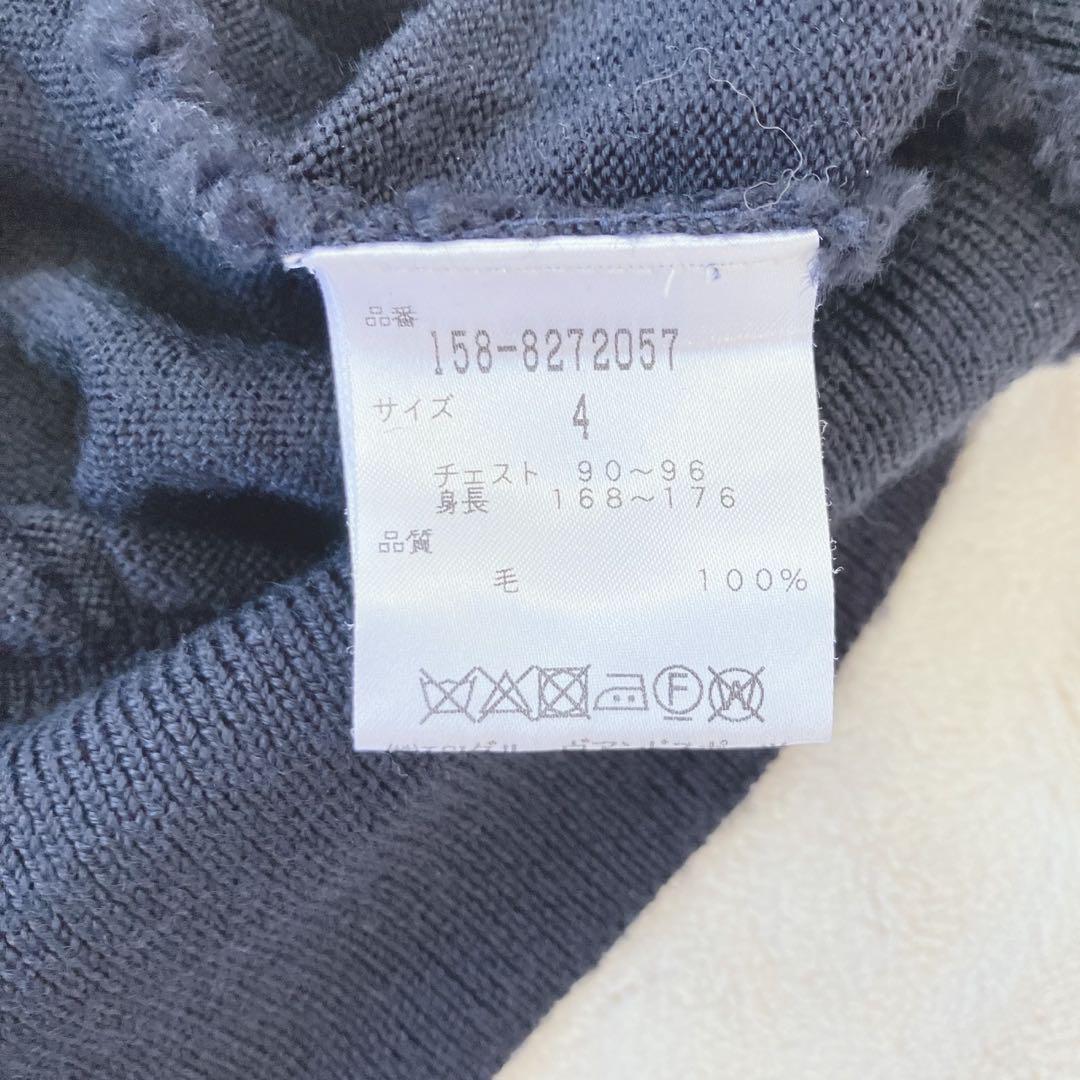 品番
158-8272057
サイズ 4
チェスト 90~96
身長 168~176
品質
毛 100%
F W